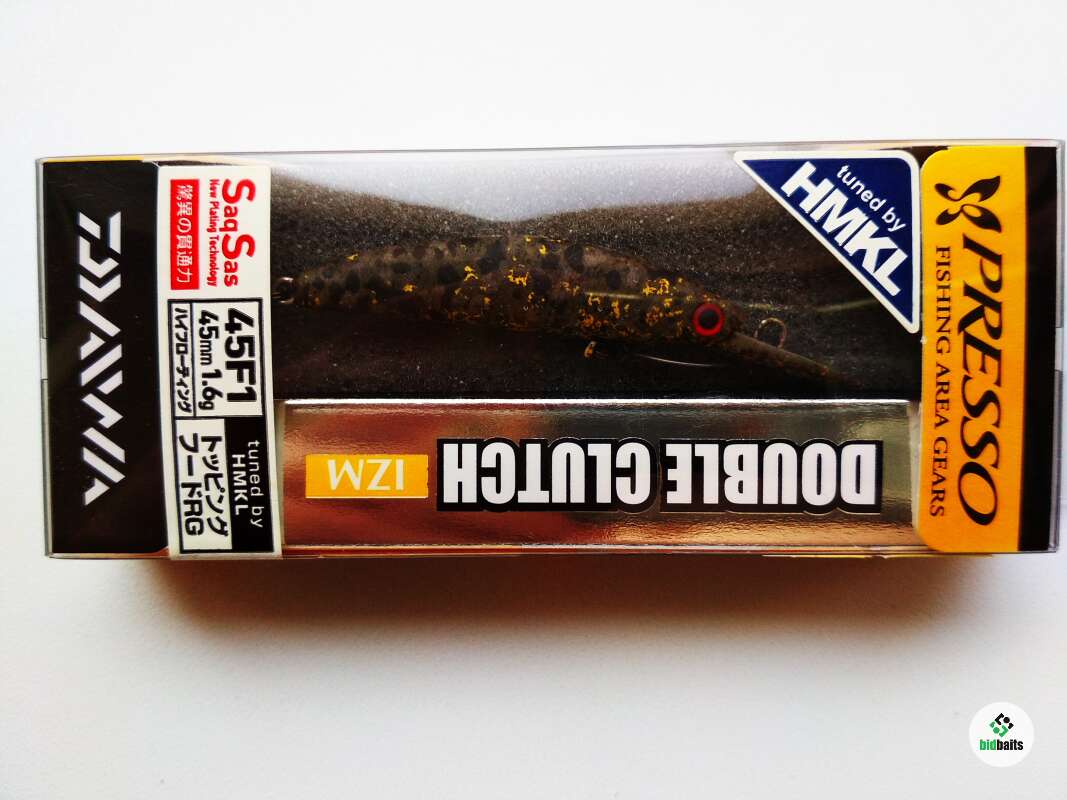 DAIWA
SaqSas
New Plating Technology
驚異の貫通力
45F1
45mm 1.6g
ハイフローティング
tuned by
HMKL
トッピング
フードRG
tuned by
HMKL
DOUBLE CLUTCH
IZM
PRESSO
FISHING AREA GEARS
bidbaits